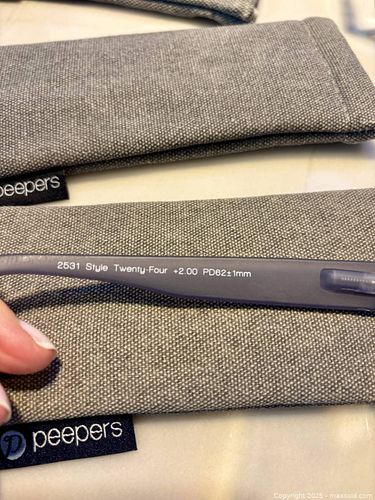 peepers
2531 Style Twenty-Four +2.00 PD62±1mm
P peepers
Copyright © 2025 - maxsold.com